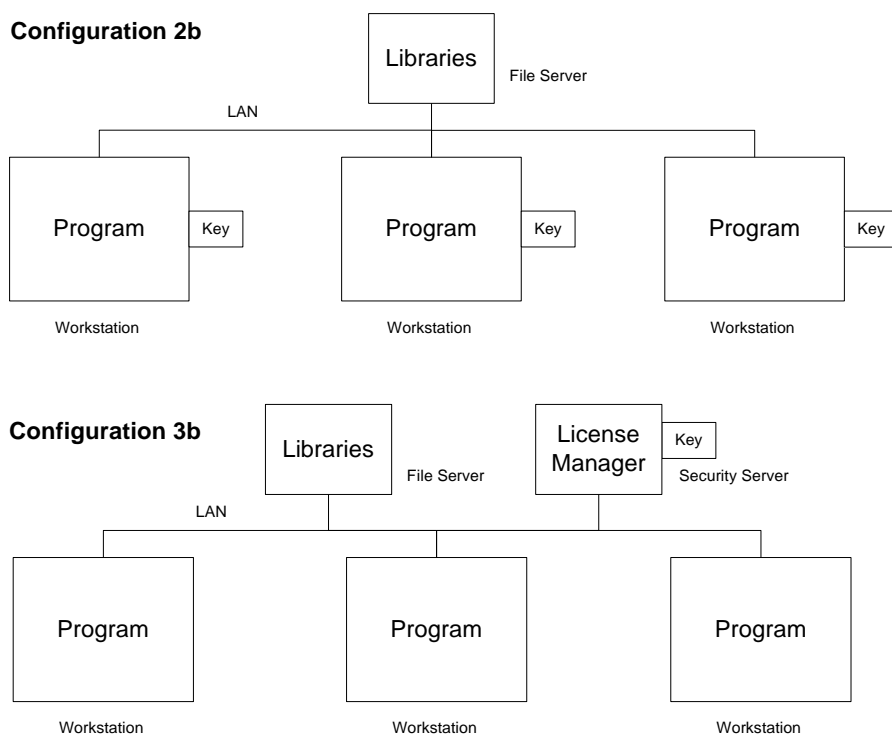 Configuration 2b
Libraries
File Server
LAN
Program
Key
Program
Key
Program
Key
Workstation
Workstation
Workstation
Configuration 3b
Libraries
File Server
License
Manager
Key
Security Server
LAN
Program
Program
Program
Workstation
Workstation
Workstation